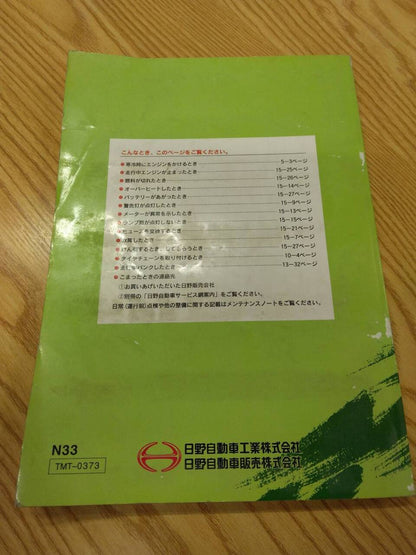 こんなとき、このページをご覧ください。
●寒冷時にエンジンをかけるとき 5−3ページ
●走行中エンジンが止まったとき 15−25ページ
●燃料が切れたとき 15−26ページ
●オーバーヒートしたとき 15−14ページ
●バッテリーがあがったとき 15−27ページ
●警告灯が点灯したとき 15−9ページ
●メーターが異常を示したとき 15−13ページ
●ランプ類が点灯しないとき 15−15ページ
●ヒューズを交換するとき 15−21ページ
●故障したとき 15−7ページ
●けん引するとき、してもらうとき 15−27ページ
●タイヤチェーンを取り付けるとき 10−4ページ
●走行中パンクしたとき 13−32ページ
●こまったときの連絡先
①お買いあげいただいた日野販売会社
②別冊の「日野自動車サービス網案内」をご覧ください。
日常(運行前)点検や他の整備に関する記載はメンテナンスノートをご覧ください。
N33
TMT−0373
日野自動車工業株式会社
日野自動車販売株式会社